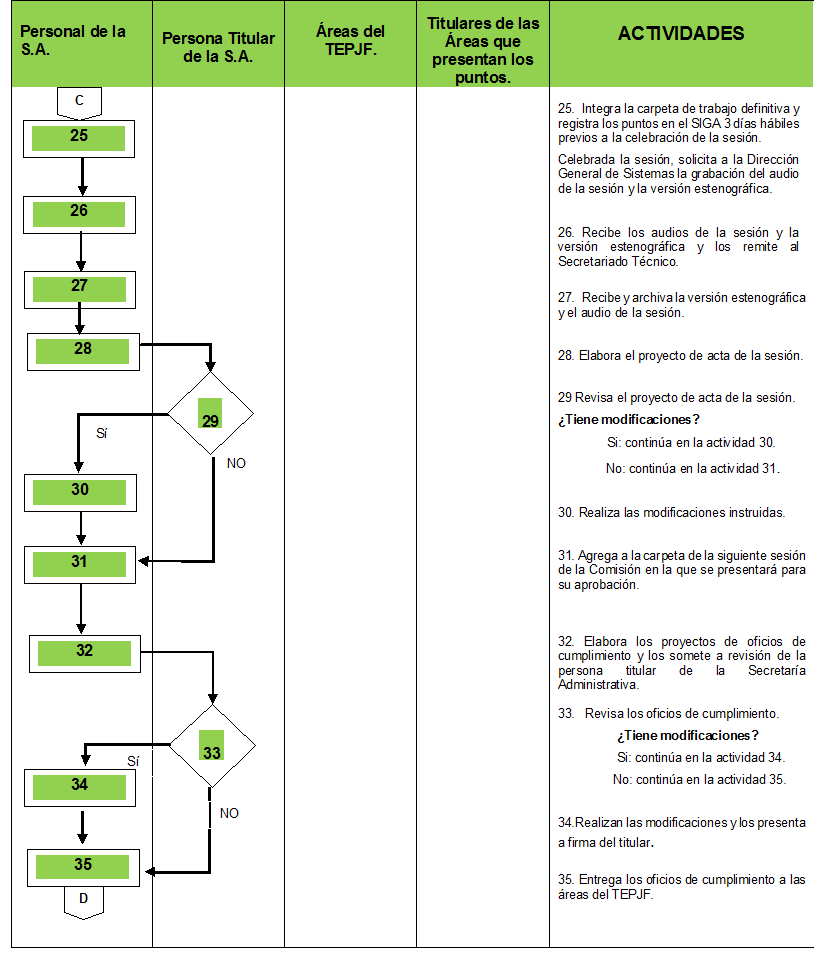 Personal de la
S.A.
Persona Titular
de la S.A.
Áreas del
TEPJF.
Titulares de las
Áreas que
presentan los
puntos.
ACTIVIDADES
C
25
26
27
28
29
Sí
NO
30
31
32
33
Sí
34
NO
35
D
25. Integra la carpeta de trabajo definitiva y
registra los puntos en el SIGA 3 días hábiles
previos a la celebración de la sesión.
Celebrada la sesión, solicita a la Dirección
General de Sistemas la grabación del audio
de la sesión y la versión estenográfica.
26. Recibe los audios de la sesión y la
versión estenográfica y los remite al
Secretariado Técnico.
27. Recibe y archiva la versión estenográfica
y el audio de la sesión.
28. Elabora el proyecto de acta de la sesión.
29 Revisa el proyecto de acta de la sesión.
¿Tiene modificaciones?
Si: continúa en la actividad 30.
No: continúa en la actividad 31.
30. Realiza las modificaciones instruidas.
31. Agrega a la carpeta de la siguiente sesión
de la Comisión en la que se presentará para
su aprobación.
32. Elabora los proyectos de oficios de
cumplimiento y los somete a revisión de la
persona titular de la Secretaría
Administrativa.
33. Revisa los oficios de cumplimiento.
¿Tiene modificaciones?
Si: continúa en la actividad 34.
No: continúa en la actividad 35.
34.Realizan las modificaciones y los presenta
a firma del titular.
35. Entrega los oficios de cumplimiento a las
áreas del TEPJF.